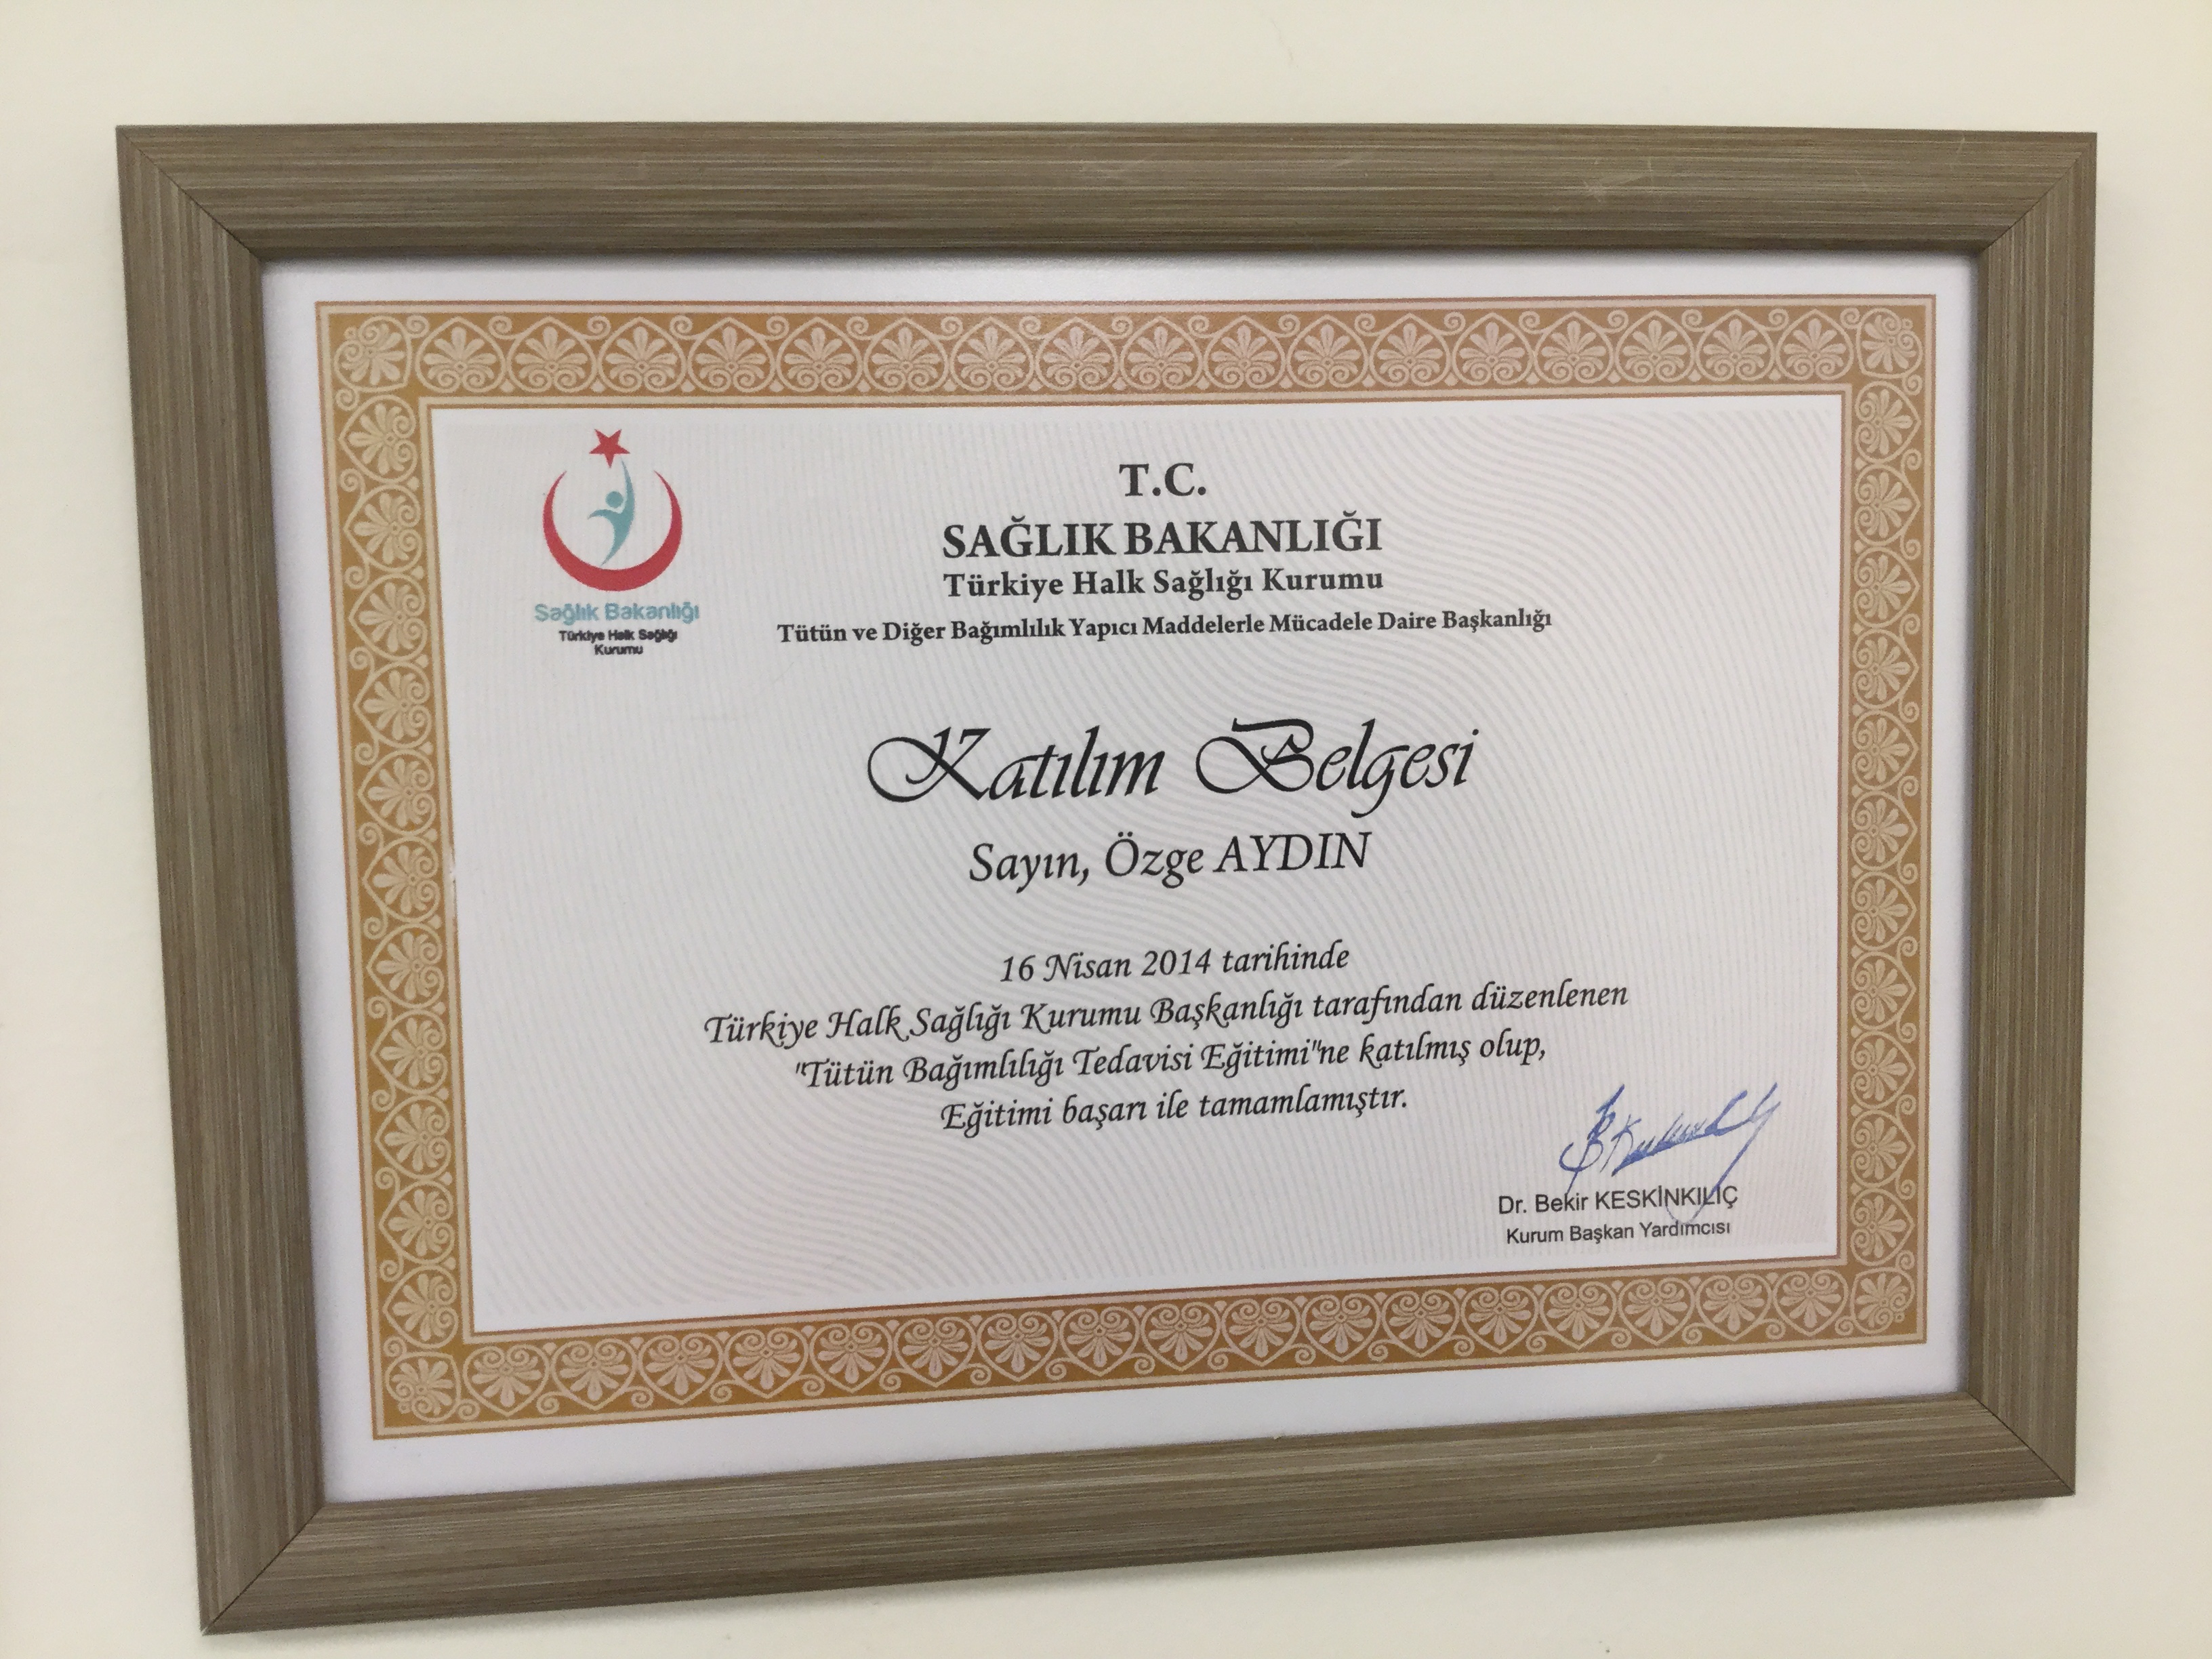 Sağlık Bakanlığı
Türkiye Halk Sağlığı
Kurumu
T.C.
SAĞLIK BAKANLIĞI
Türkiye Halk Sağlığı Kurumu
Tütün ve Diğer Bağımlılık Yapıcı Maddelerle Mücadele Daire Başkanlığı
Katılım Belgesi
Sayın, Özge AYDIN
16 Nisan 2014 tarihinde
Türkiye Halk Sağlığı Kurumu Başkanlığı tarafından düzenlenen
"Tütün Bağımlılığı Tedavisi Eğitimi"ne katılmış olup,
Eğitimi başarı ile tamamlamıştır.
Dr. Bekir KESKİNKILIÇ
Kurum Başkan Yardımcısı